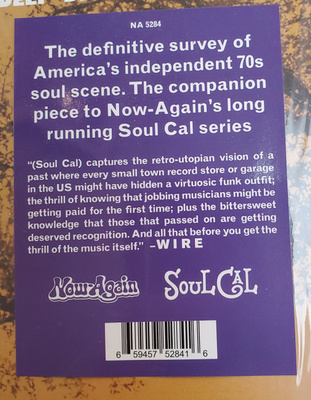 NA 5284
The definitive survey of
America's independent 70s
soul scene. The companion
piece to Now-Again's long
running Soul Cal series
“(Soul Cal) captures the retro-utopian vision of a
past where every small town record store or garage
in the US might have hidden a virtuosic funk outfit;
the thrill of knowing that jobbing musicians might be
getting paid for the first time; plus the bittersweet
knowledge that those that passed on are getting
deserved recognition. And all that before you get the
thrill of the music itself.” –WIRE
Now-Again
SOUL CAL
6 59457 52841 6